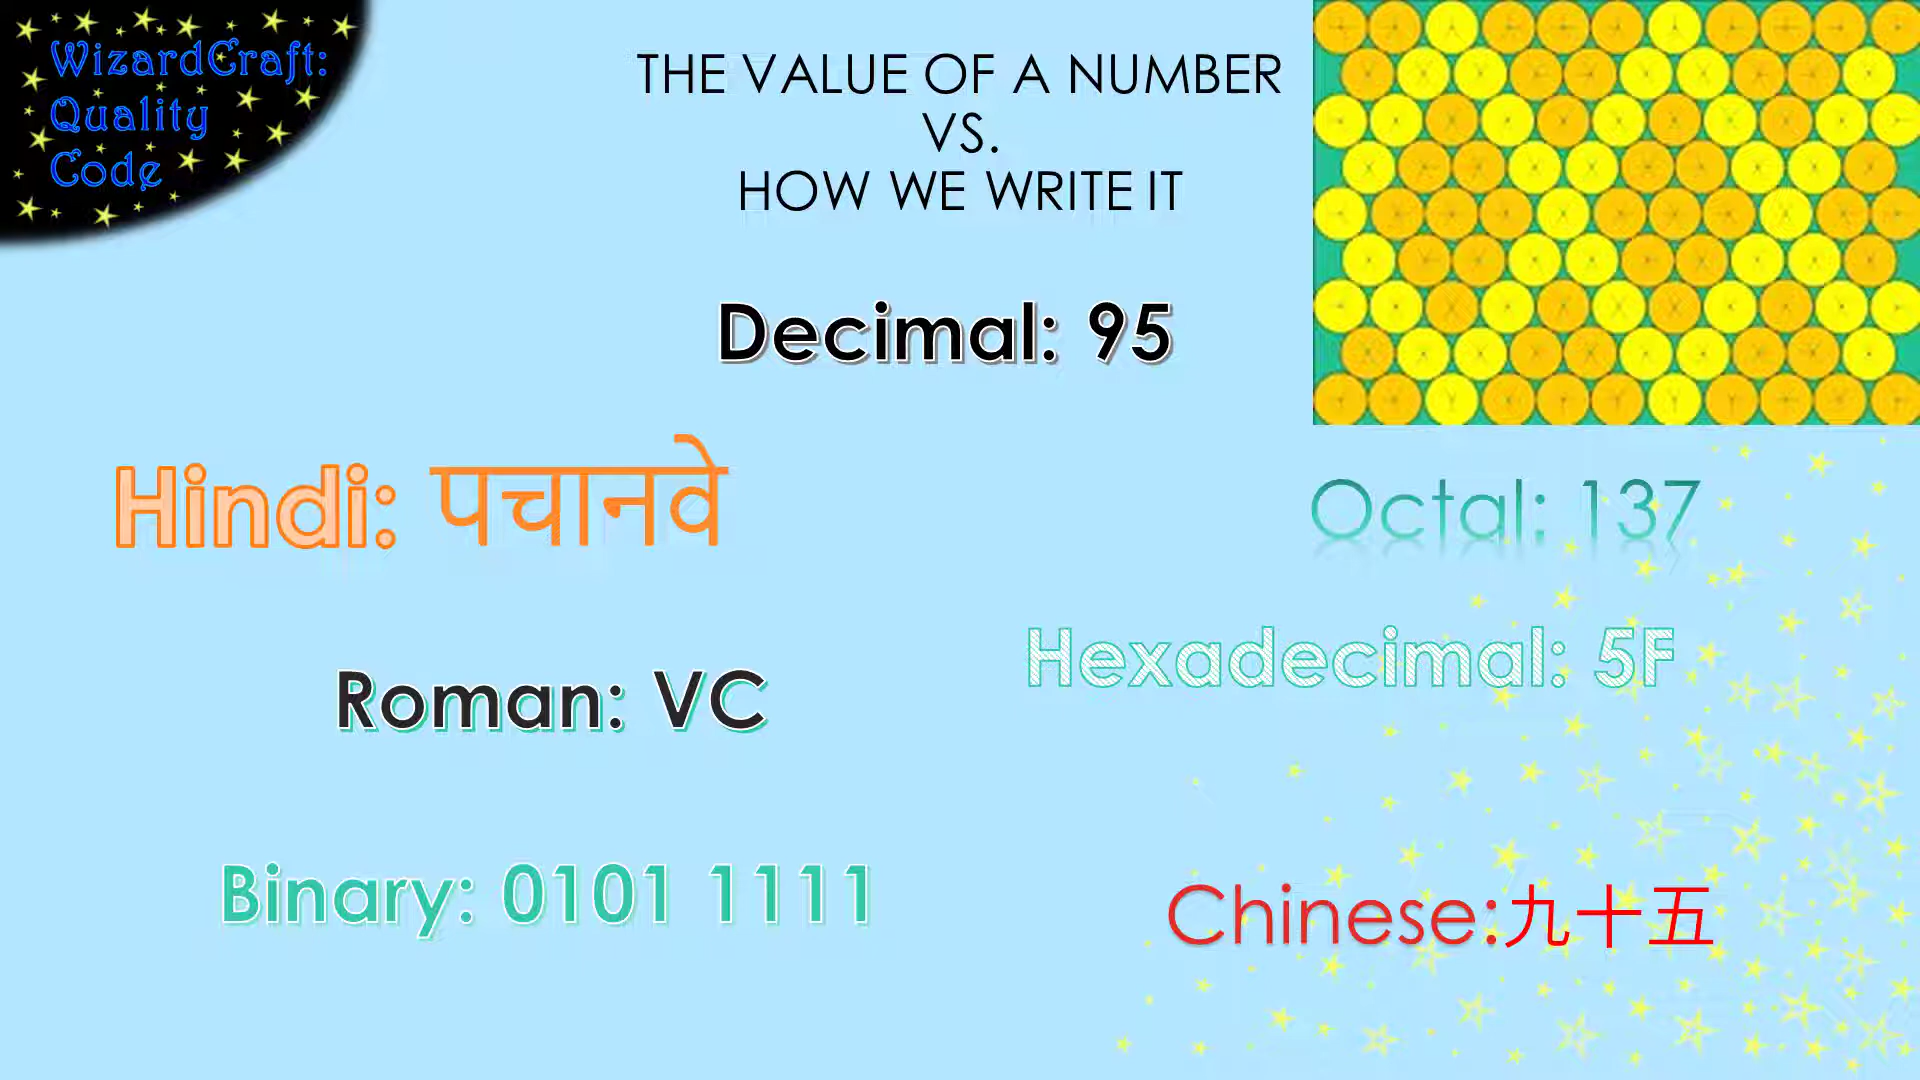 WizardCraft:
Quality
Code
THE VALUE OF A NUMBER
VS.
HOW WE WRITE IT
Decimal: 95
Hindi: पचानवे
Octal: 137
Hexadecimal: 5F
Roman: VC
Binary: 0101 1111
Chinese:九十五